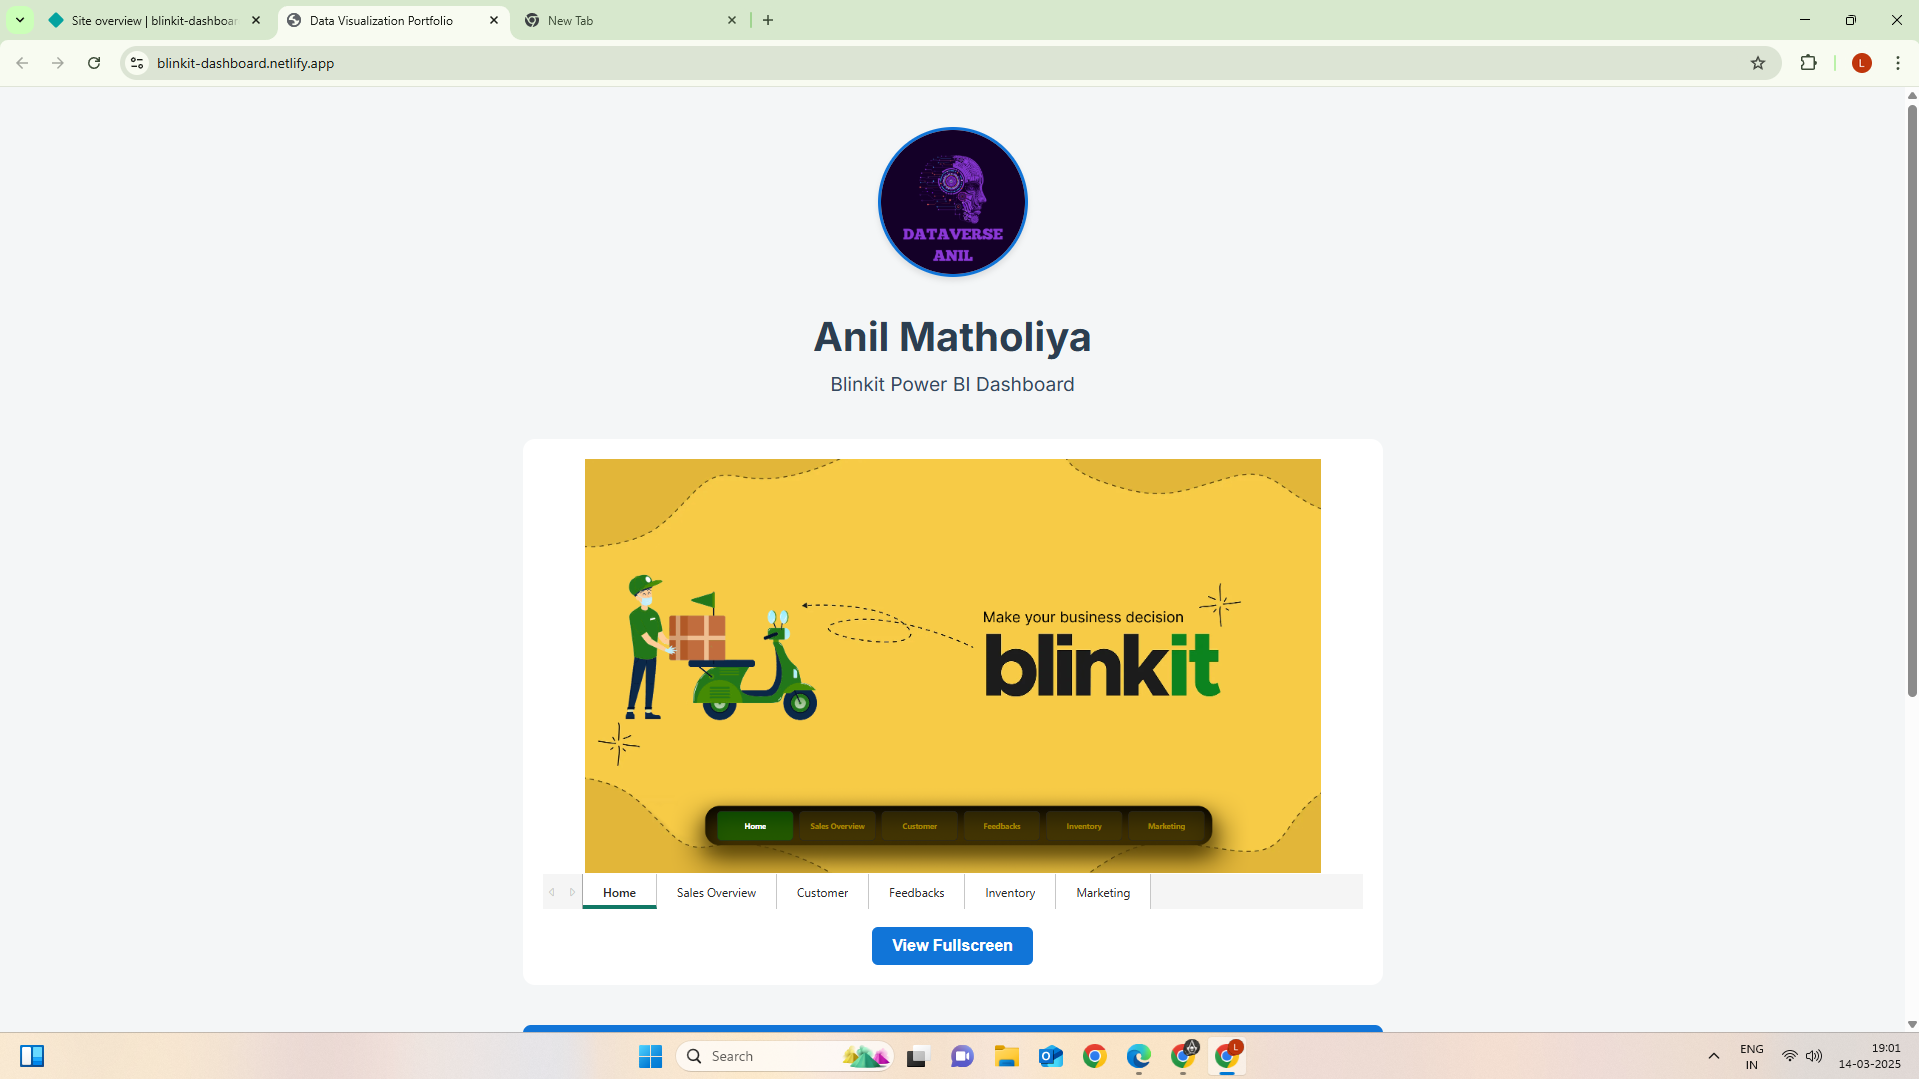 Site overview | blinkit-dashboar
Data Visualization Portfolio
New Tab
blinkit-dashboard.netlify.app
L
DATAVERSE
ANIL
Anil Matholiya
Blinkit Power BI Dashboard
Make your business decision
blinkit
Home Sales Overview Customer Feedbacks Inventory Marketing
Home Sales Overview Customer Feedbacks Inventory Marketing
View Fullscreen
Search
L
ENG
IN
19:01
14-03-2025